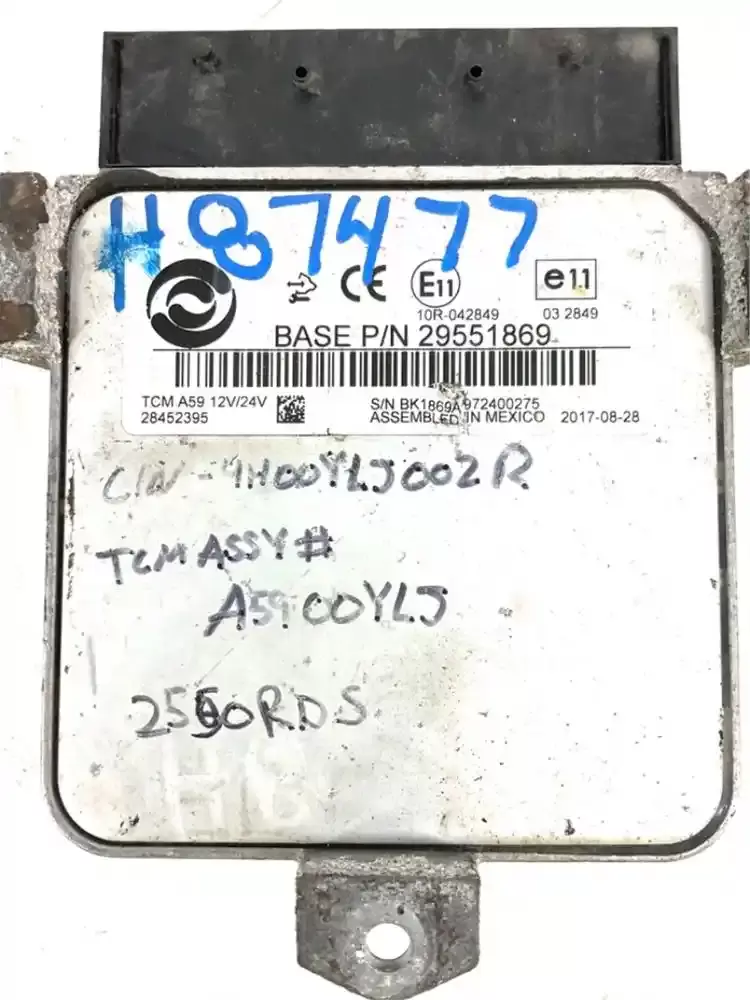 H87477
CE E11 e11
10R-042849 03 2849
BASE P/N 29551869
TCM A59 12V/24V S/N BK1869A972400275
28452395 ASSEMBLED IN MEXICO 2017-08-28
CIN-4H00YLJ002R
TCM ASSY#
A5900YLJ
2550RDS